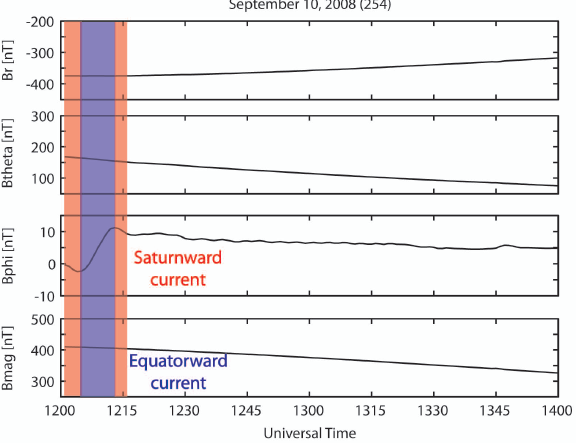 September 10, 2008 (254)
-200
-300
-400
Br [nT]
300
200
100
Btheta [nT]
10
0
-10
Bphi [nT]
Saturnward
current
500
400
300
Bmag [nT]
Equatorward
current
1200 1215 1230 1245 1300 1315 1330 1345 1400
Universal Time